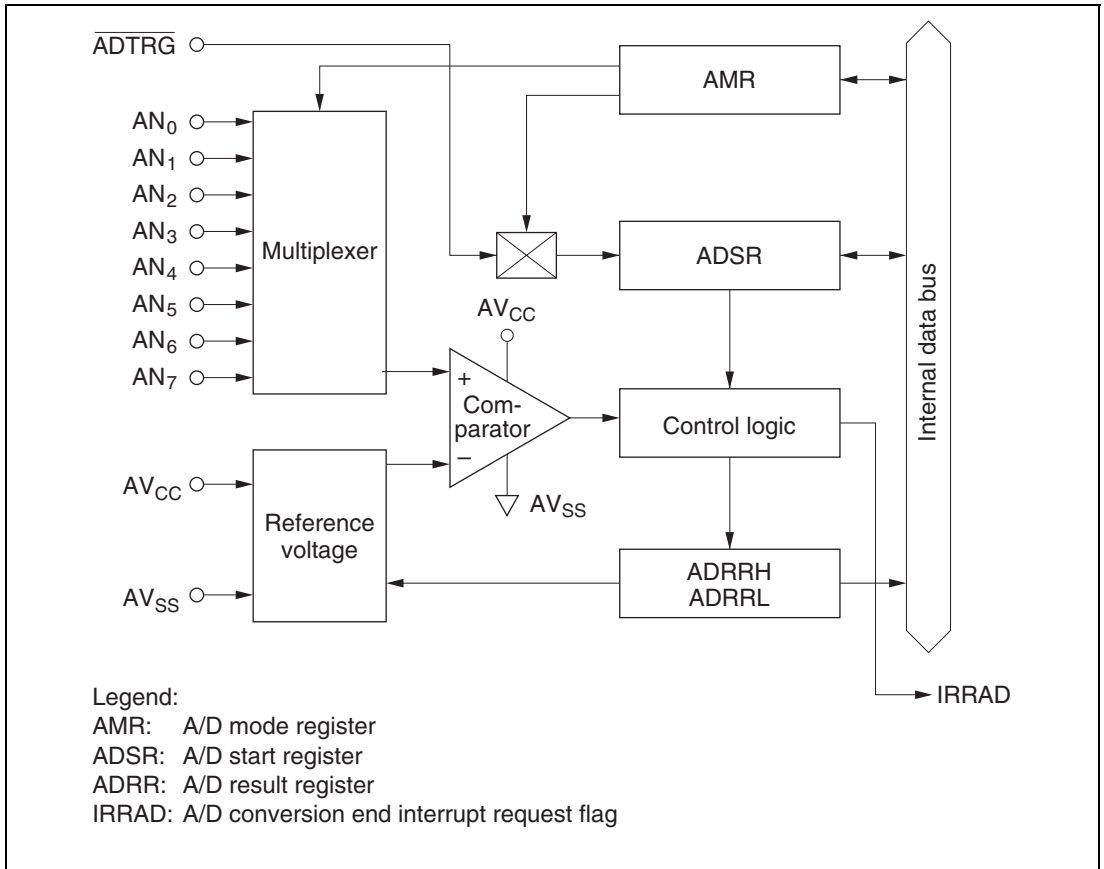 ADTRG
AMR
AN0
AN1
AN2
AN3
AN4
AN5
AN6
AN7
Multiplexer
ADSR
Internal data bus
AVCC
+
Com-
parator
–
AVSS
Control logic
AVCC
AVSS
Reference
voltage
ADRRH
ADRRL
IRRAD
Legend:
AMR: A/D mode register
ADSR: A/D start register
ADRR: A/D result register
IRRAD: A/D conversion end interrupt request flag